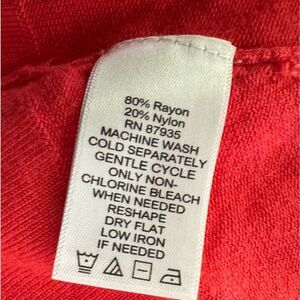 80% Rayon
20% Nylon
RN 87935
MACHINE WASH
COLD SEPARATELY
GENTLE CYCLE
ONLY NON-
CHLORINE BLEACH
WHEN NEEDED
RESHAPE
DRY FLAT
LOW IRON
IF NEEDED